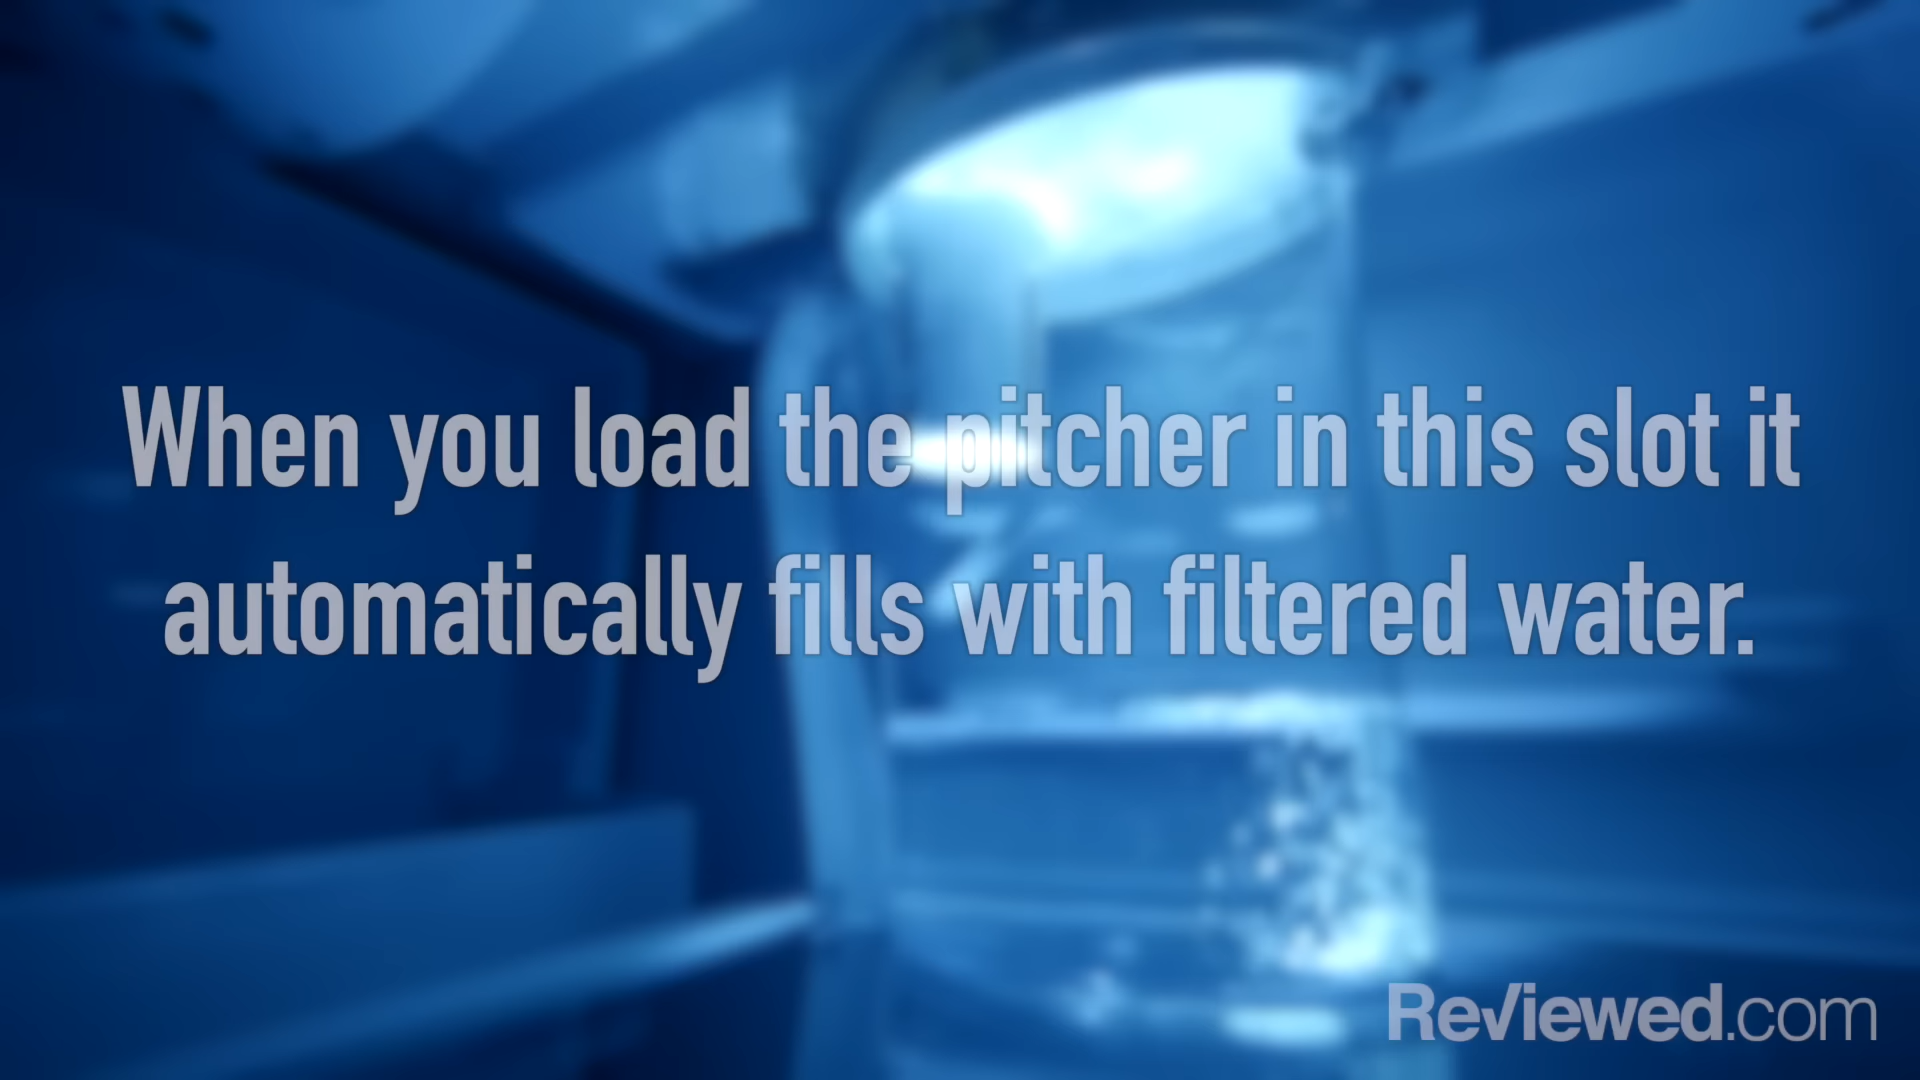 When you load the pitcher in this slot it
automatically fills with filtered water.
Reviewed.com